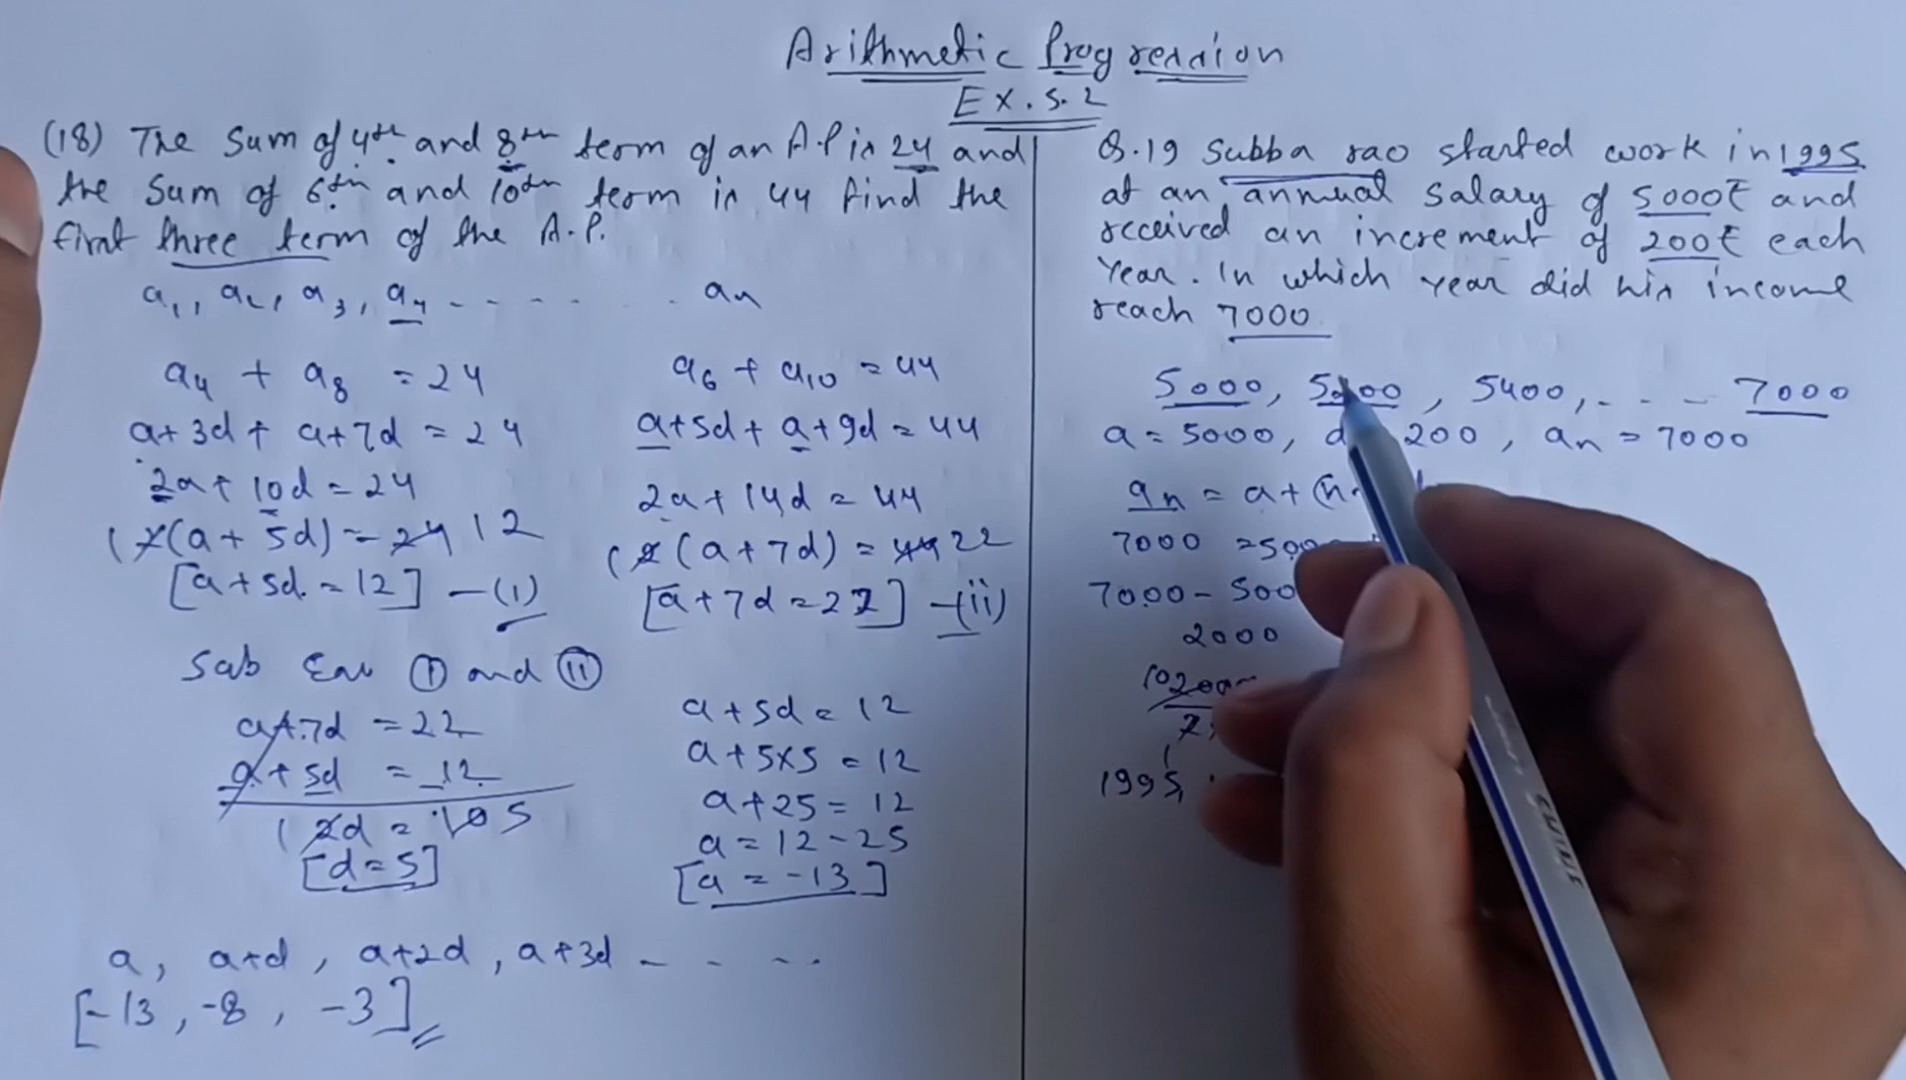 Arithmetic Progression
Ex. 5.2
(18) The Sum of 4th and 8th term of an A.P is 24 and
the Sum of 6th and 10th term is 44 find the
first three term of the A.P.
a1, a2, a3, a4 - - - - - - - an
a4 + a8 = 24
a+3d+ a+7d = 24
2a+10d = 24
2(a+5d) = 24 12
[a+5d = 12] —(i)
a6 + a10 = 44
a+5d+a+9d = 44
2a+14d = 44
2(a+7d) = 44 22
[a+7d = 22] —(ii)
Sub Eqn (I) and (II)
a+7d = 22
a+5d = 12
2d = 10 5
[d=5]
a+5d = 12
a+5x5 = 12
a+25 = 12
a = 12-25
[a = -13]
a, a+d, a+2d, a+3d - - - -
[-13, -8, -3]
Q.19 Subba rao started work in 1995
at an annual salary of 5000₹ and
received an increment of 200₹ each
Year. In which year did his income
reach 7000
5000, 5200, 5400, - - - 7000
a = 5000, d 200, an = 7000
an = a+(n
7000 =500
7000 - 500
2000
1995,